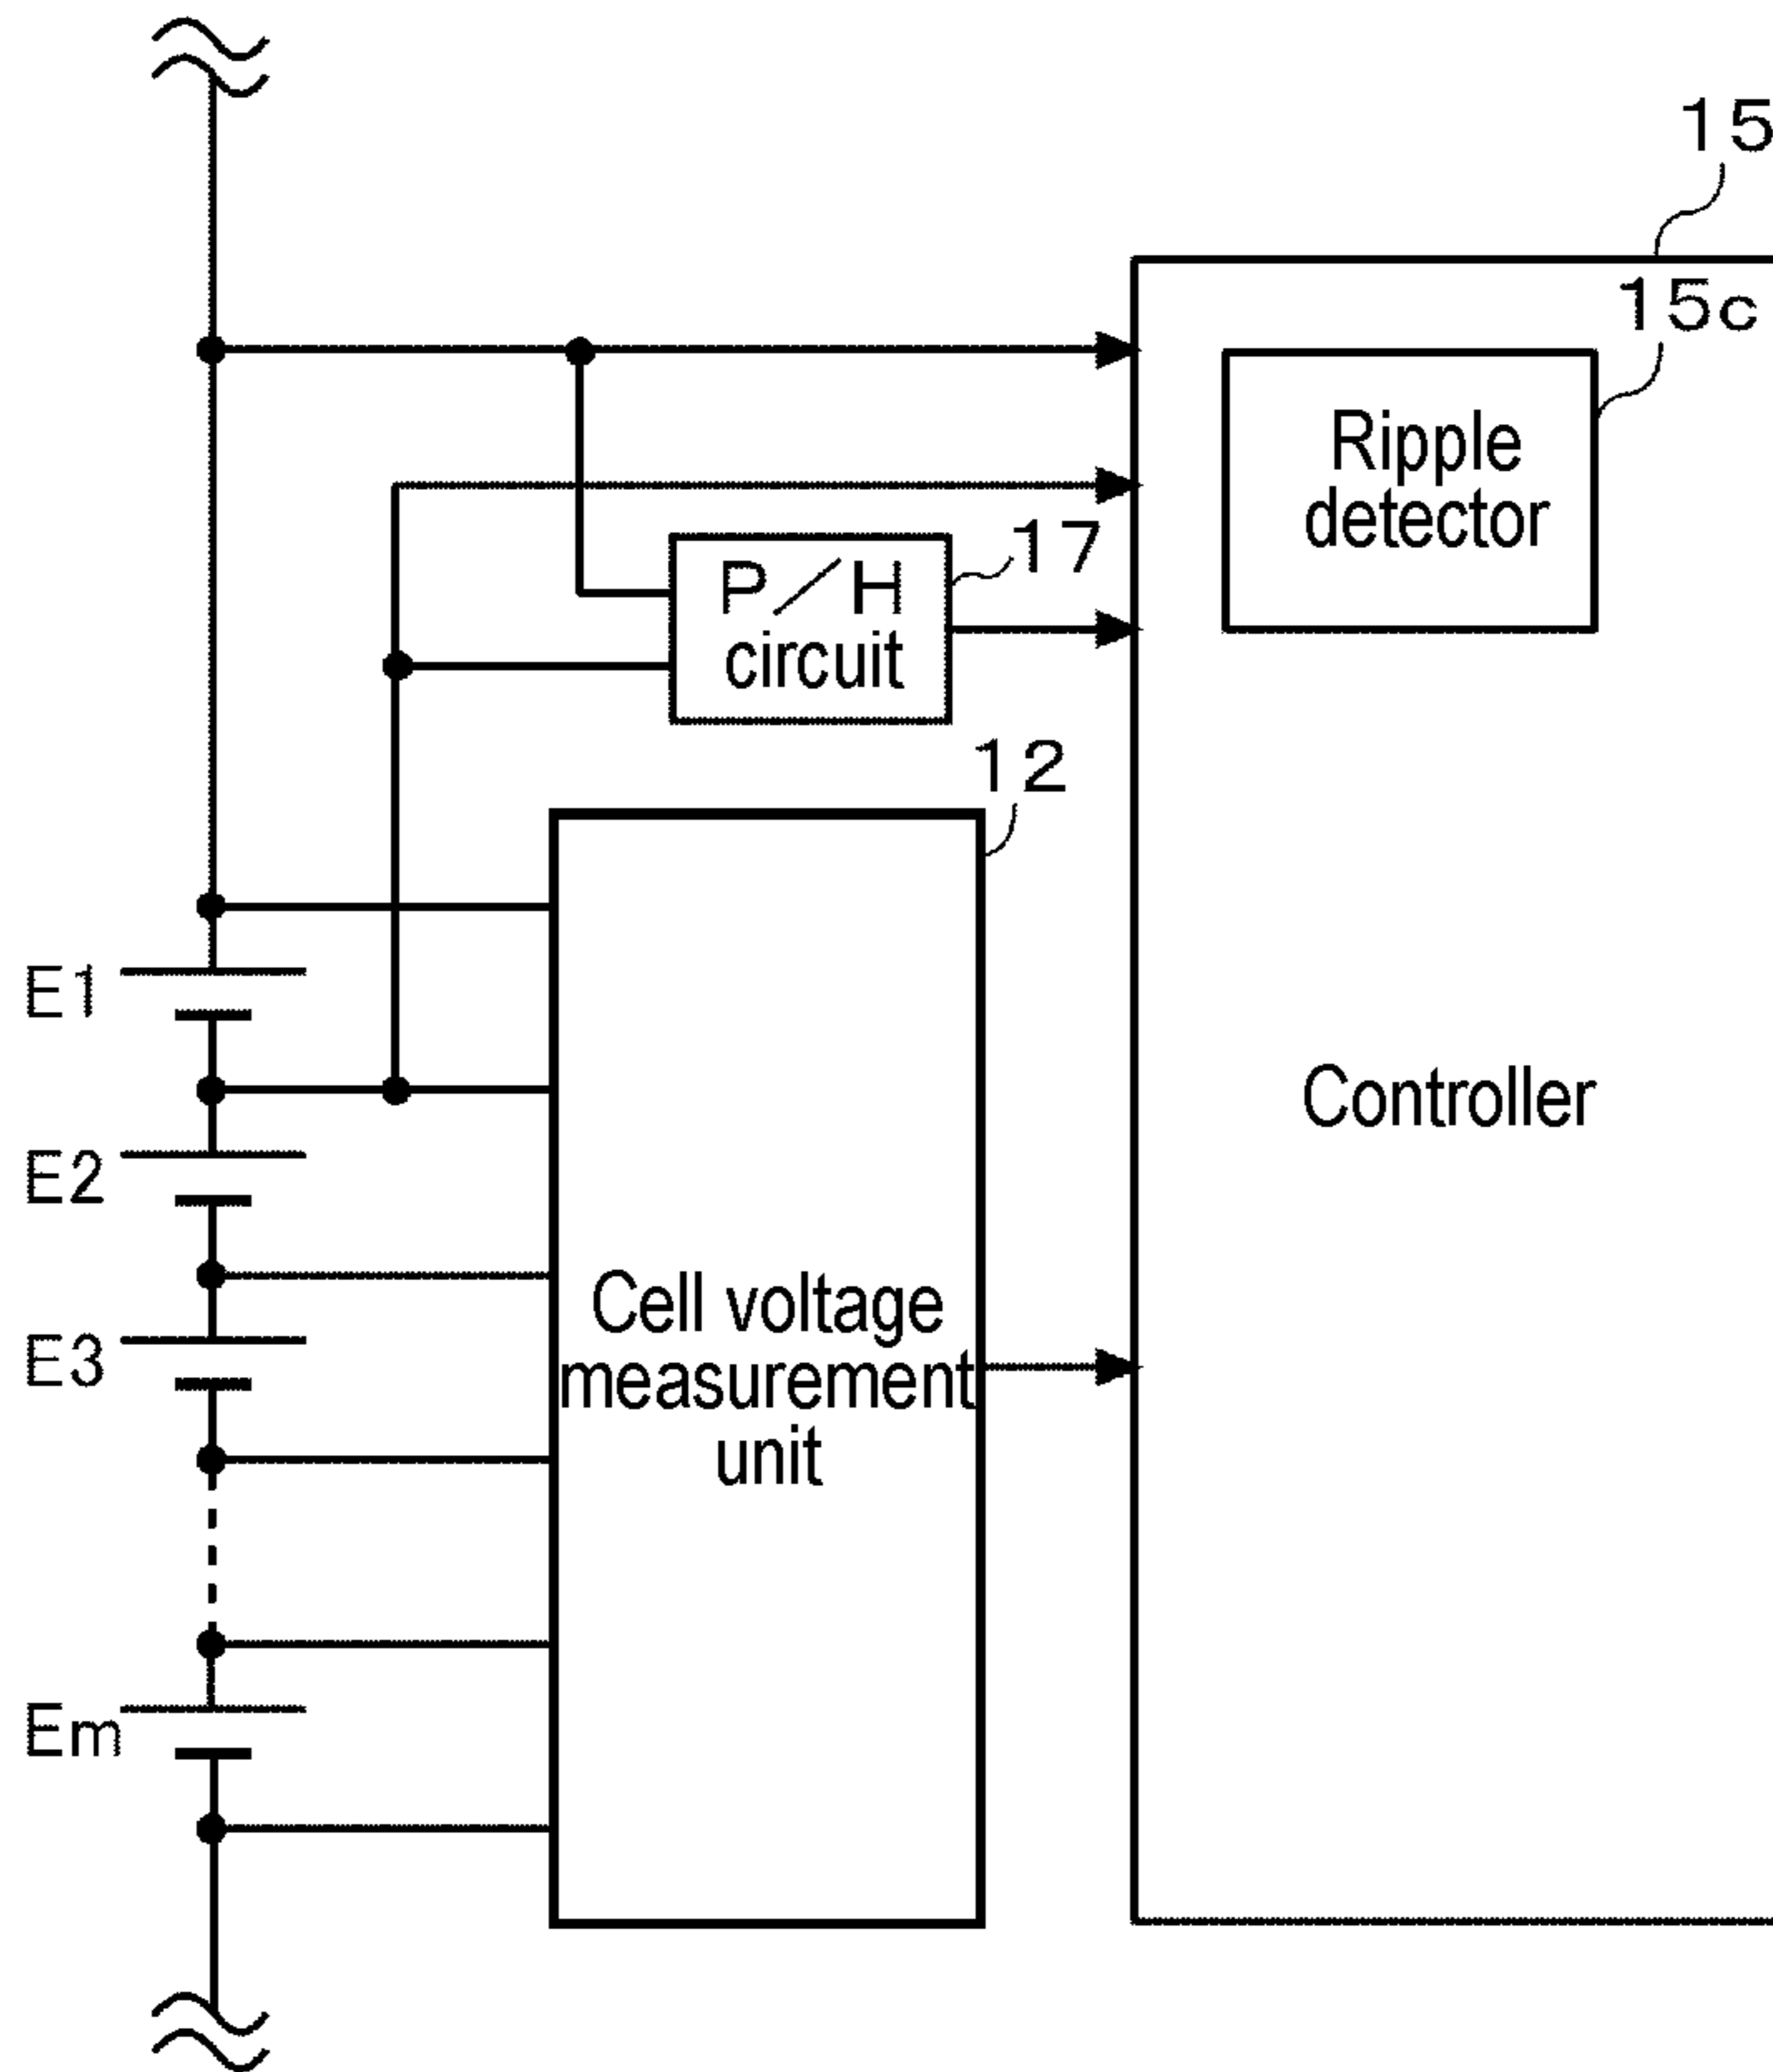 15
15c
Ripple
detector
17
P／H
circuit
12
E1
E2
Controller
Cell voltage
E3
measurement
unit
Em